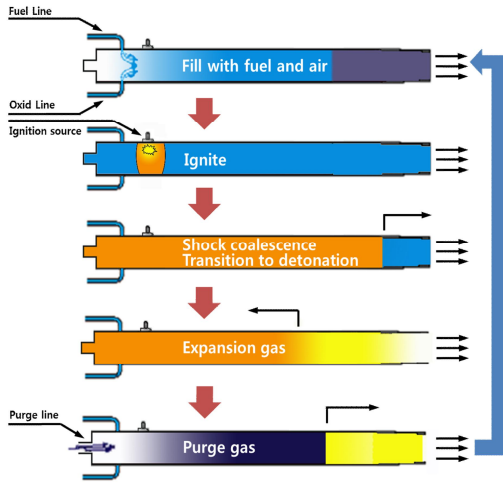 Fuel Line
Fill with fuel and air
Oxid Line
Ignition source
Ignite
Shock coalescence
Transition to detonation
Expansion gas
Purge line
Purge gas